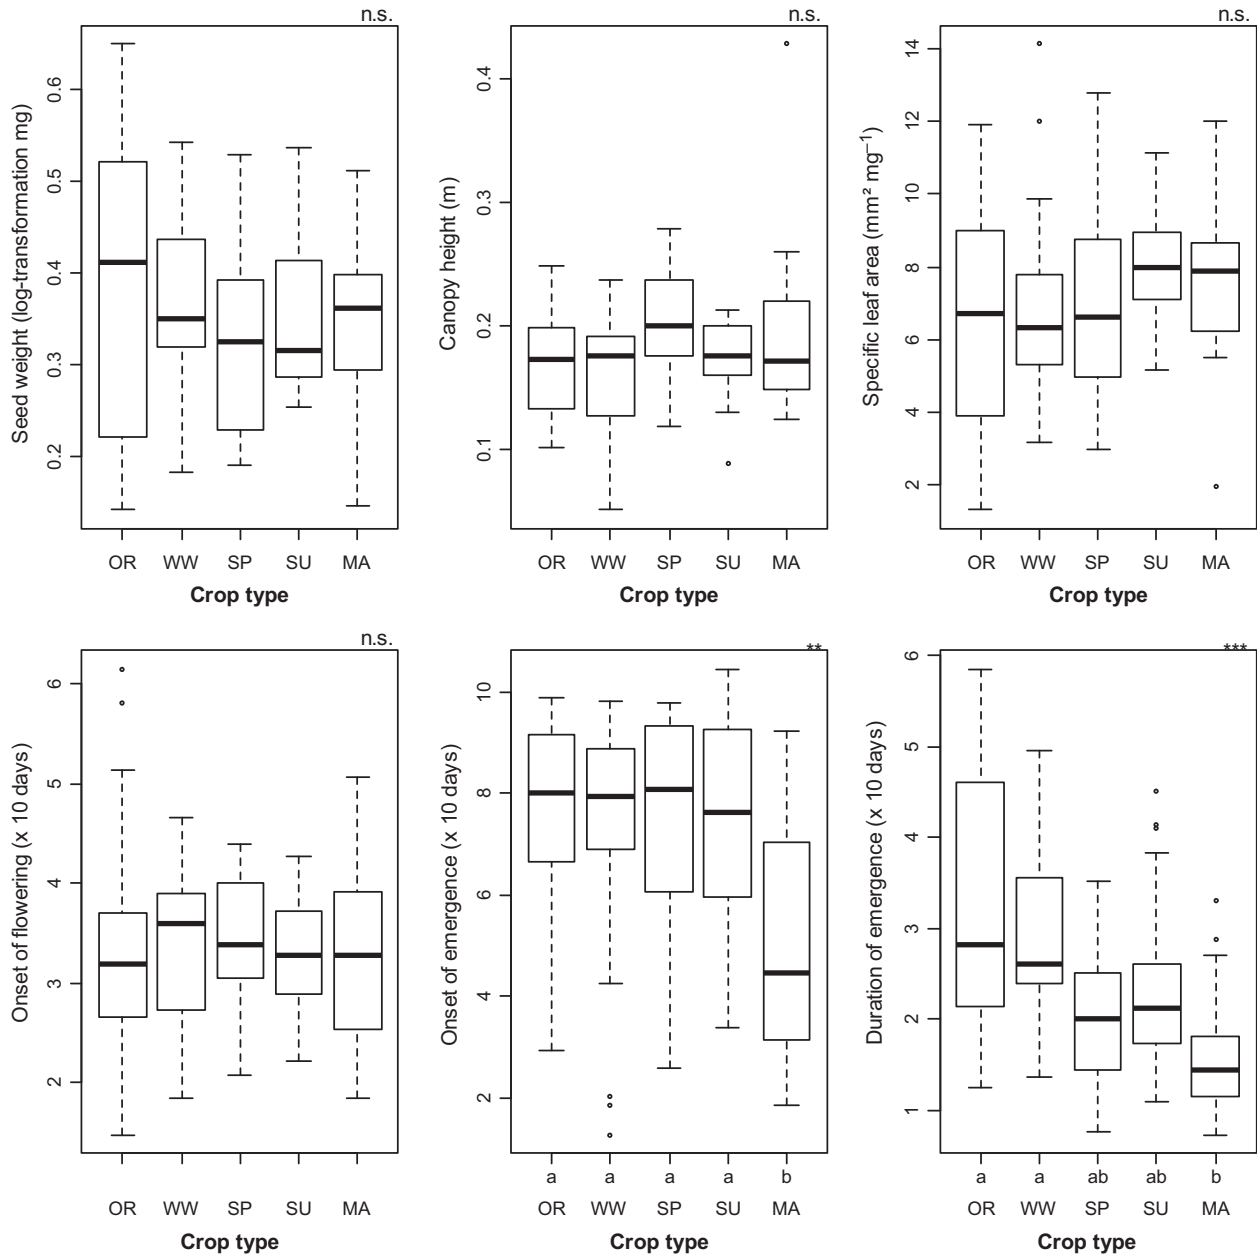 n.s.
Seed weight (log-transformation mg)
0.6
0.5
0.4
0.3
0.2
OR WW SP SU MA
Crop type
n.s.
Canopy height (m)
0.4
0.3
0.2
0.1
OR WW SP SU MA
Crop type
n.s.
Specific leaf area (mm² mg⁻¹)
14
12
10
8
6
4
2
OR WW SP SU MA
Crop type
n.s.
Onset of flowering (x 10 days)
6
5
4
3
2
OR WW SP SU MA
Crop type
**
Onset of emergence (x 10 days)
10
8
6
4
2
a a a a b
OR WW SP SU MA
Crop type
***
Duration of emergence (x 10 days)
6
5
4
3
2
1
a a ab ab b
OR WW SP SU MA
Crop type